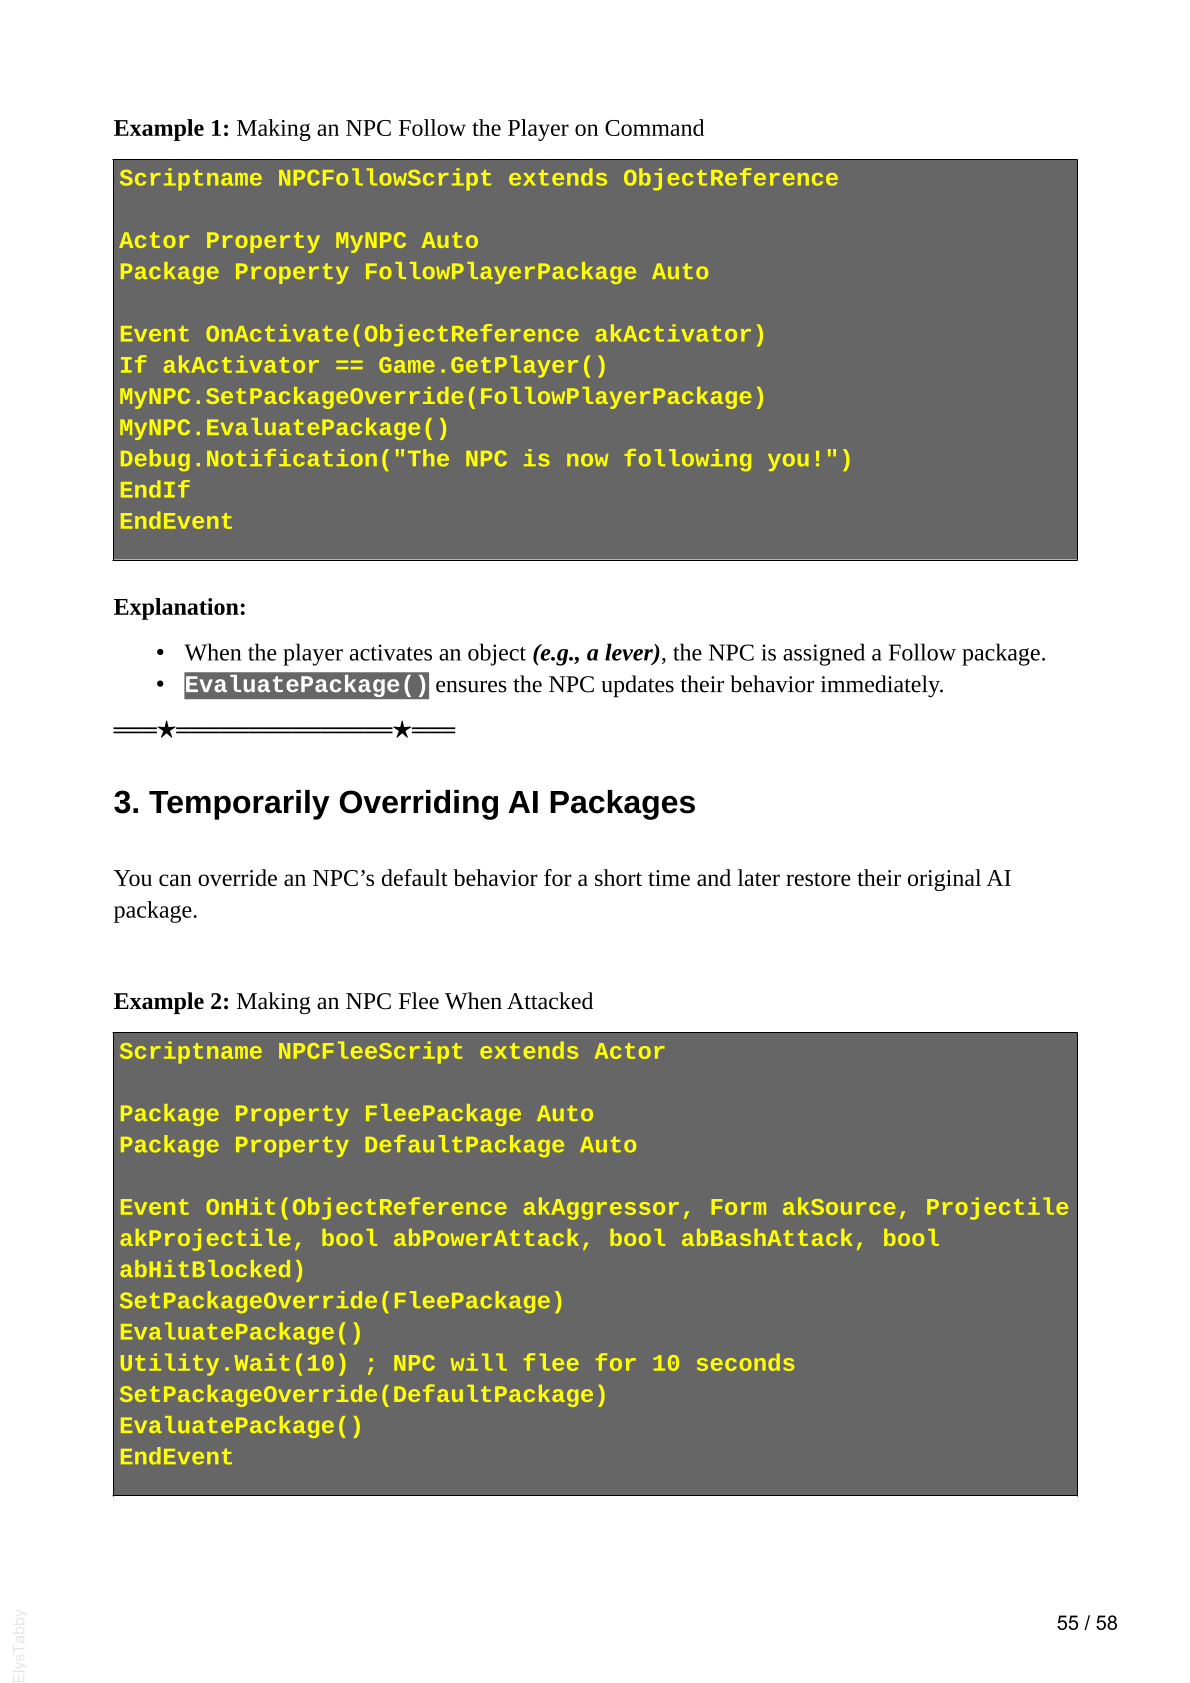 Example 1: Making an NPC Follow the Player on Command
Scriptname NPCFollowScript extends ObjectReference
Actor Property MyNPC Auto
Package Property FollowPlayerPackage Auto
Event OnActivate(ObjectReference akActivator)
If akActivator == Game.GetPlayer()
MyNPC.SetPackageOverride(FollowPlayerPackage)
MyNPC.EvaluatePackage()
Debug.Notification("The NPC is now following you!")
EndIf
EndEvent
Explanation:
• When the player activates an object (e.g., a lever), the NPC is assigned a Follow package.
• EvaluatePackage() ensures the NPC updates their behavior immediately.
═══★═══════════════★═══
3. Temporarily Overriding AI Packages
You can override an NPC’s default behavior for a short time and later restore their original AI
package.
Example 2: Making an NPC Flee When Attacked
Scriptname NPCFleeScript extends Actor
Package Property FleePackage Auto
Package Property DefaultPackage Auto
Event OnHit(ObjectReference akAggressor, Form akSource, Projectile
akProjectile, bool abPowerAttack, bool abBashAttack, bool
abHitBlocked)
SetPackageOverride(FleePackage)
EvaluatePackage()
Utility.Wait(10) ; NPC will flee for 10 seconds
SetPackageOverride(DefaultPackage)
EvaluatePackage()
EndEvent
55 / 58
ElysTabby